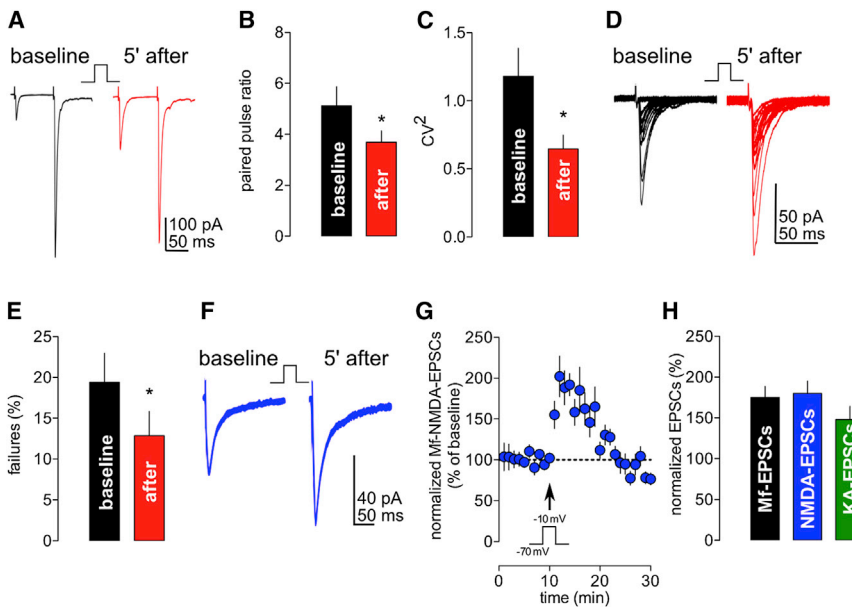 A
baseline
5' after
100 pA
50 ms
B
paired pulse ratio
8
6
4
2
0
baseline
after
*
C
CV2
1.5
1.0
0.5
0.0
baseline
after
*
D
baseline
5' after
50 pA
50 ms
E
failures (%)
25
20
15
10
5
0
baseline
after
*
F
baseline
5' after
40 pA
50 ms
G
normalized Mf-NMDA-EPSCs
(% of baseline)
250
200
150
100
50
0
-10 mV
-70 mV
0
10
20
30
time (min)
H
normalized EPSCs (%)
250
200
150
100
50
0
Mf-EPSCs
NMDA-EPSCs
KA-EPSCs